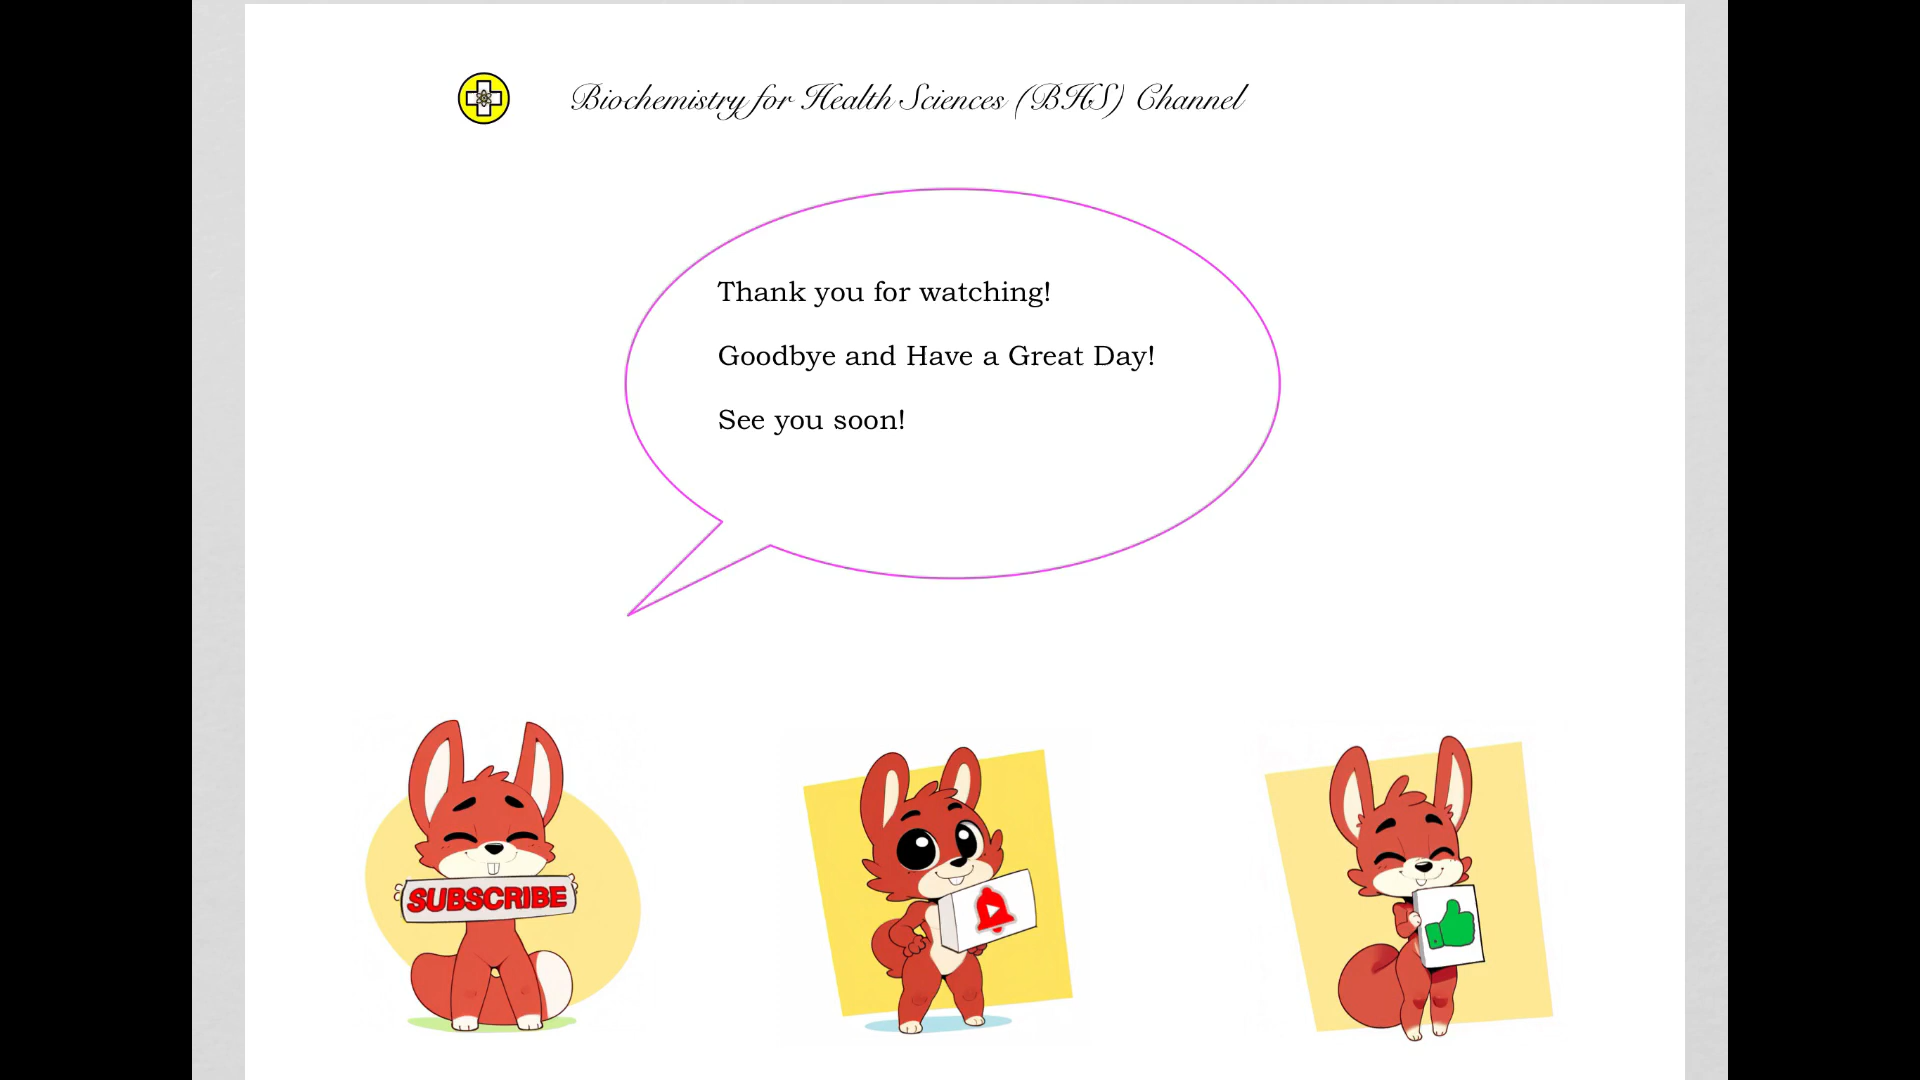 Biochemistry for Health Sciences (BHS) Channel
Thank you for watching!
Goodbye and Have a Great Day!
See you soon!
SUBSCRIBE